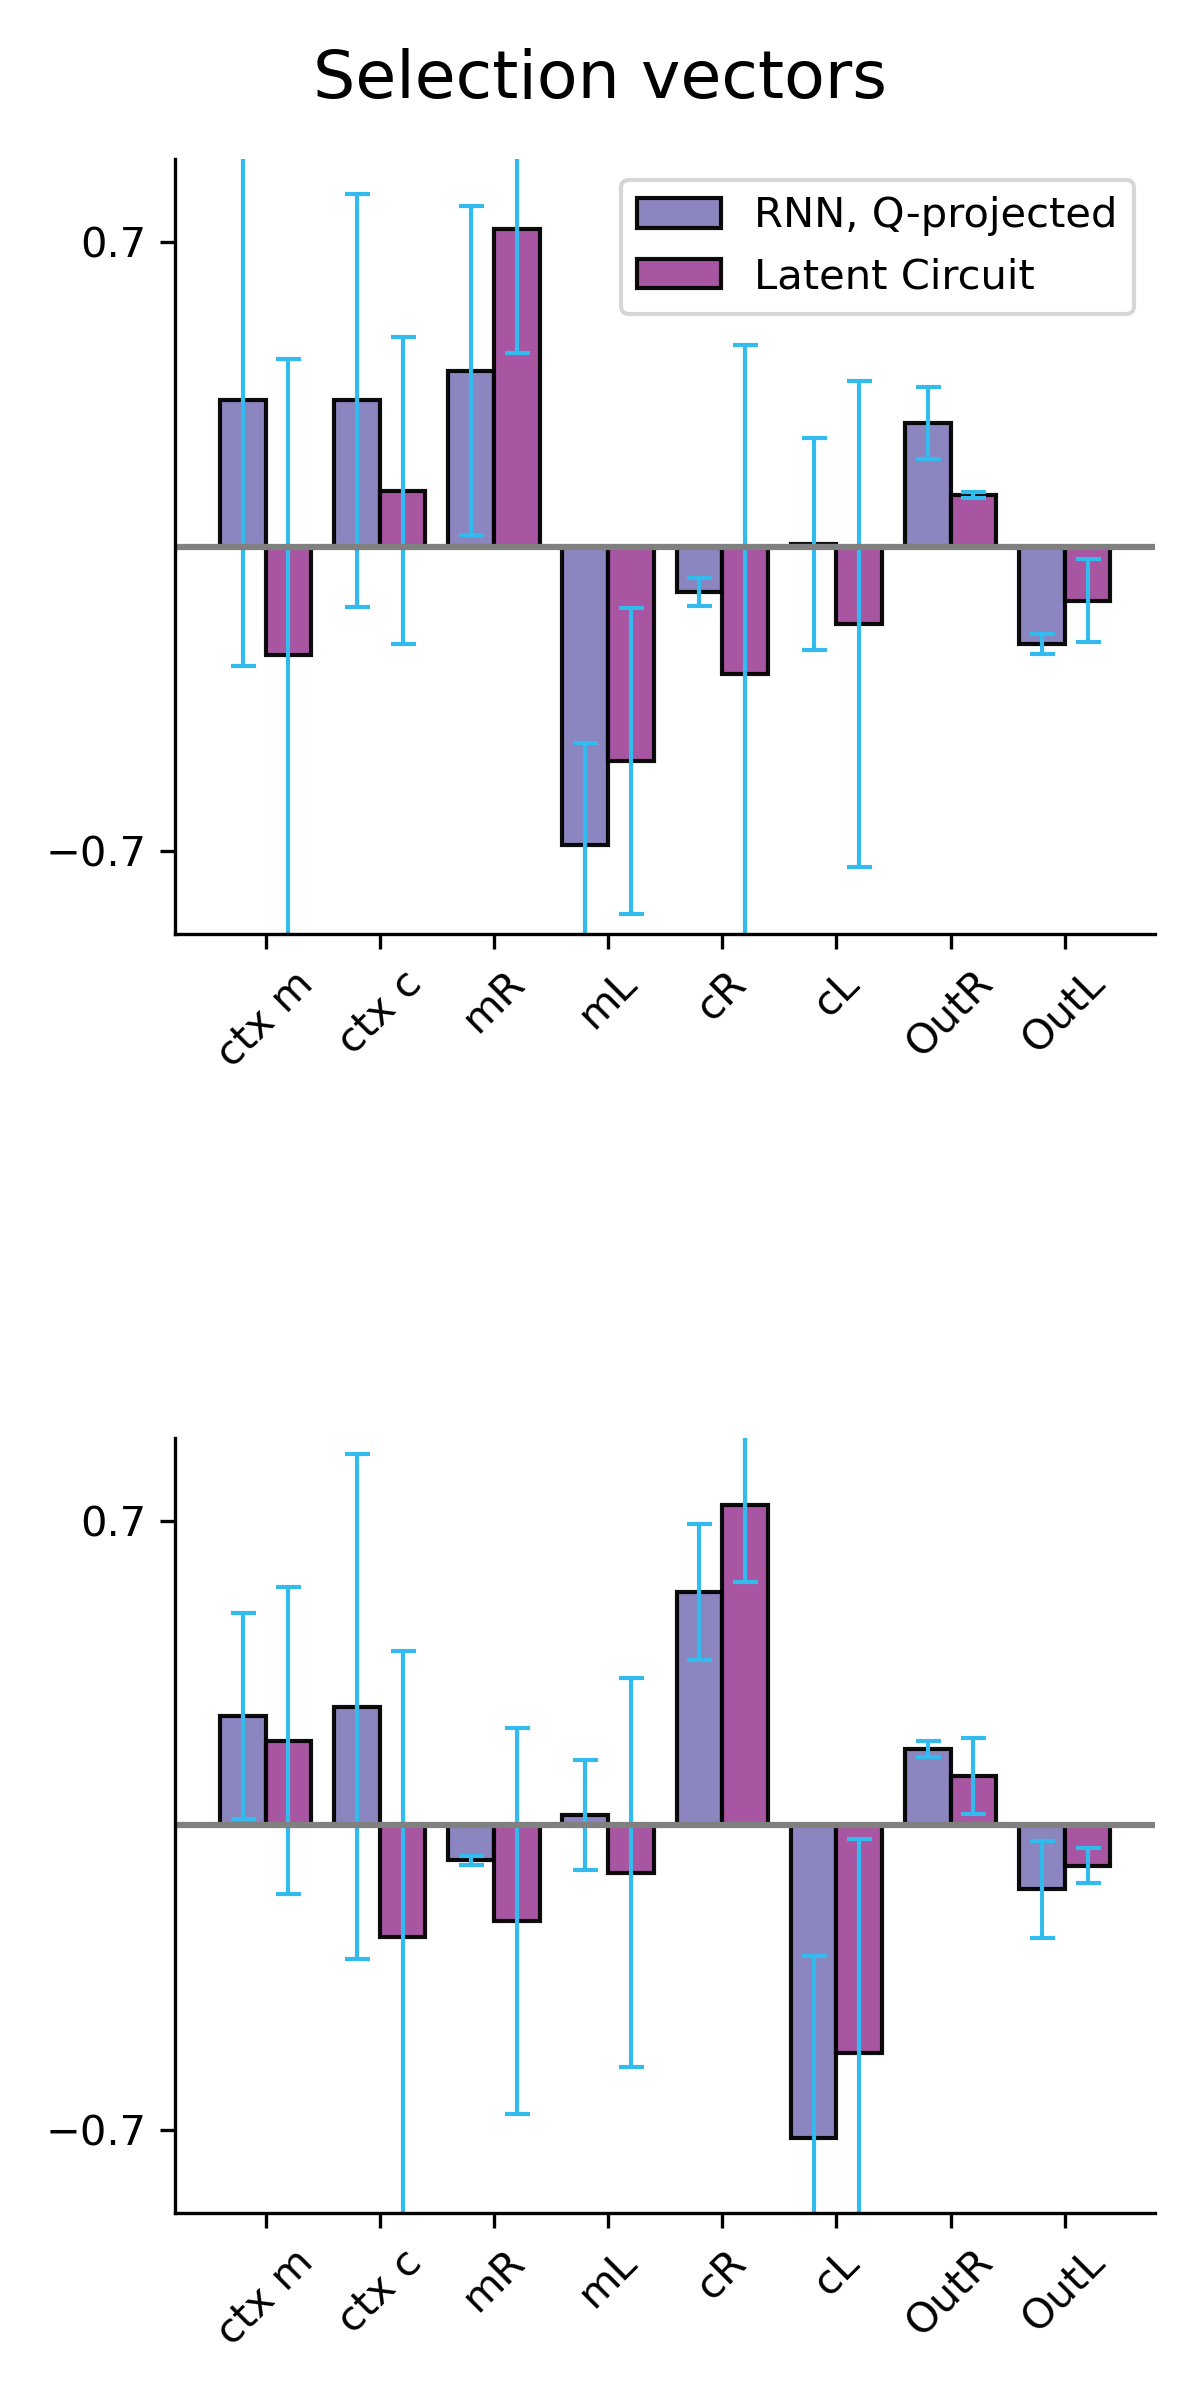 Selection vectors
0.7
−0.7
RNN, Q-projected
Latent Circuit
ctx m
ctx c
mR
mL
cR
cL
OutR
OutL
0.7
−0.7
ctx m
ctx c
mR
mL
cR
cL
OutR
OutL